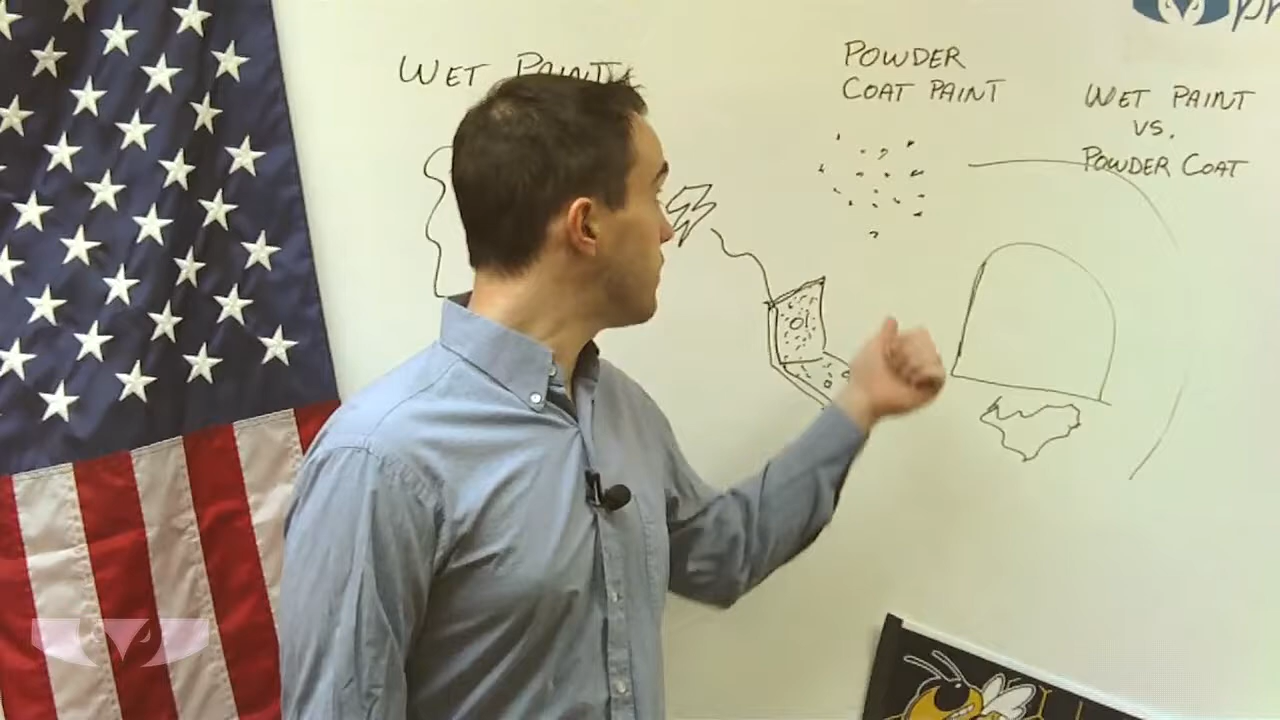 WET PAINT
POWDER
COAT PAINT
WET PAINT
VS.
POWDER COAT